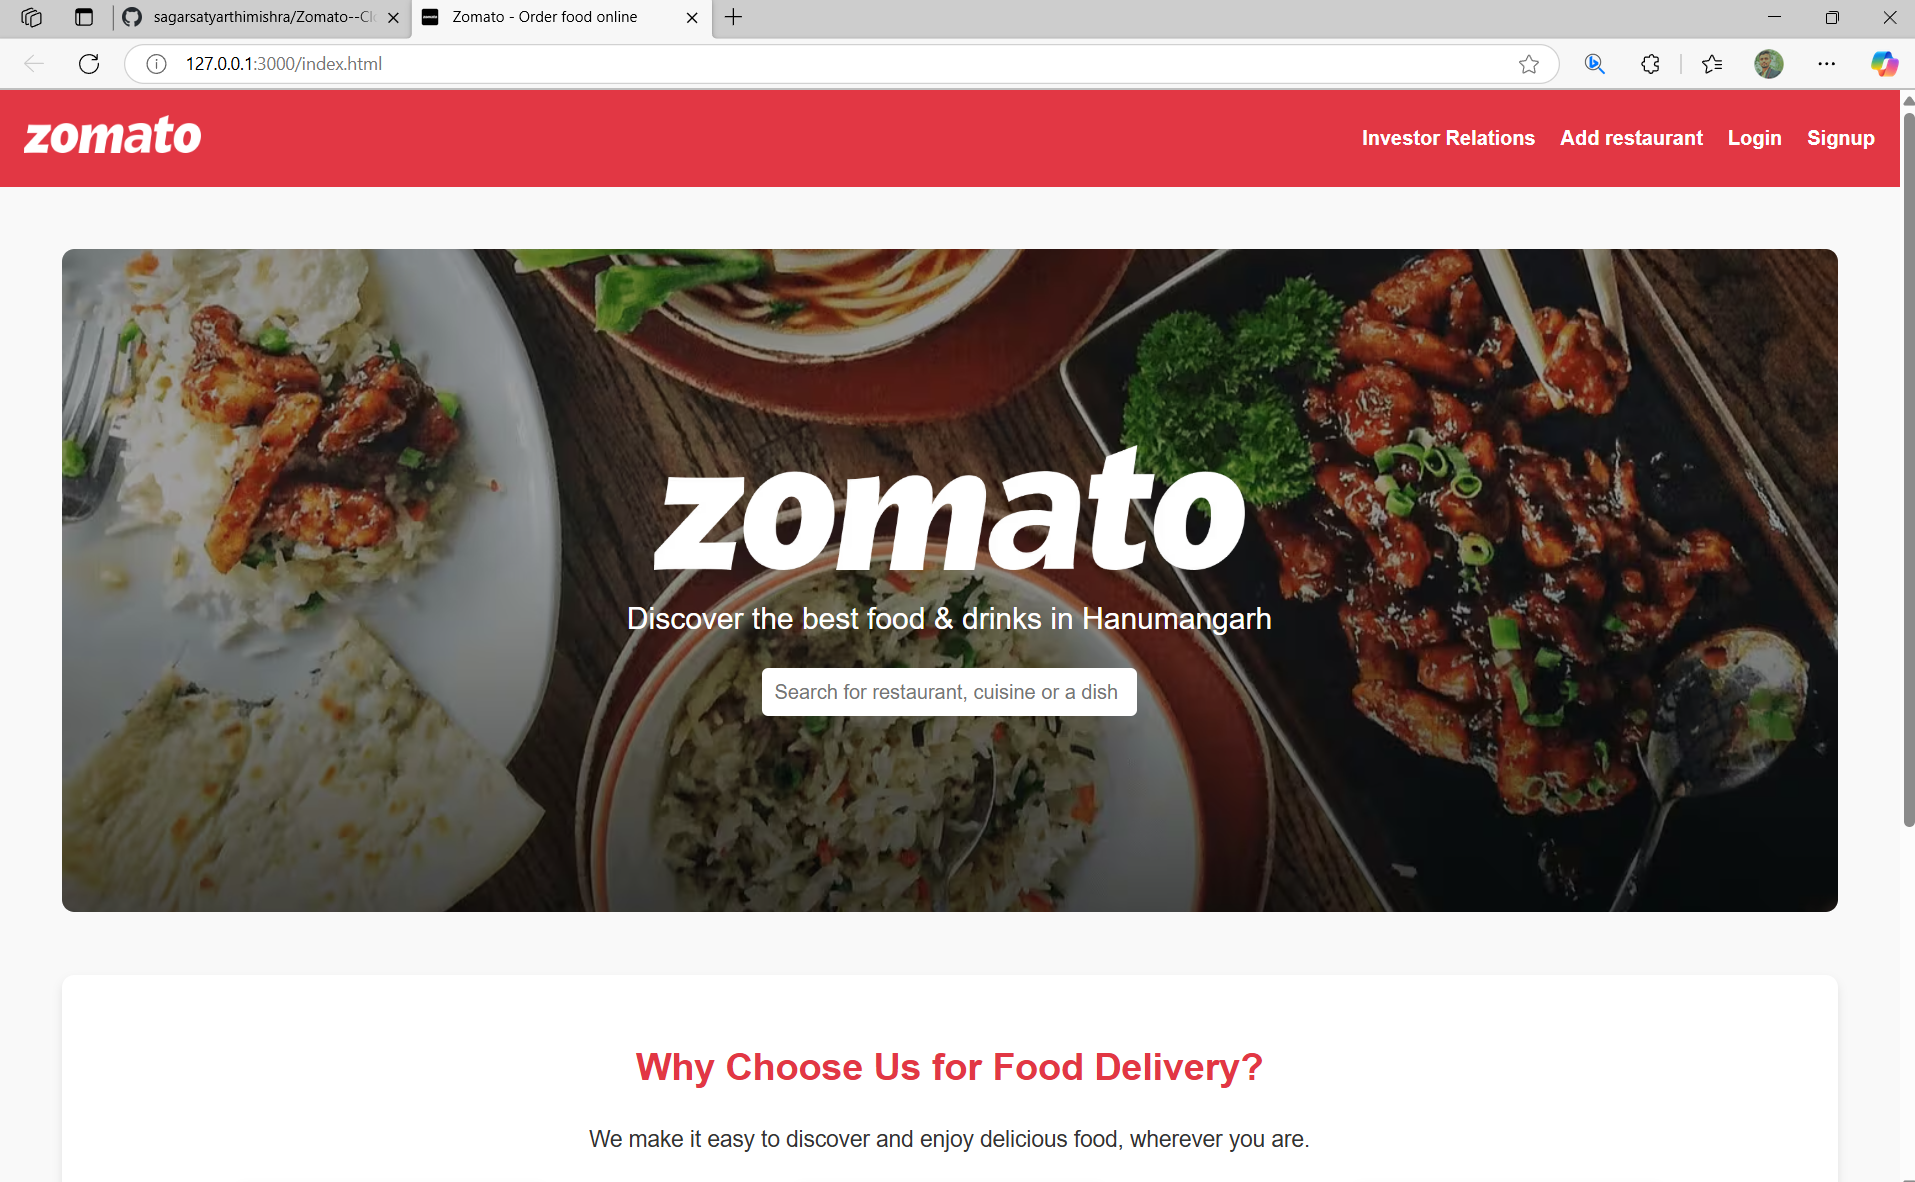 sagarsatyarthimishra/Zomato--Cl
Zomato - Order food online
127.0.0.1:3000/index.html
zomato
Investor Relations
Add restaurant
Login
Signup
zomato
Discover the best food & drinks in Hanumangarh
Search for restaurant, cuisine or a dish
Why Choose Us for Food Delivery?
We make it easy to discover and enjoy delicious food, wherever you are.